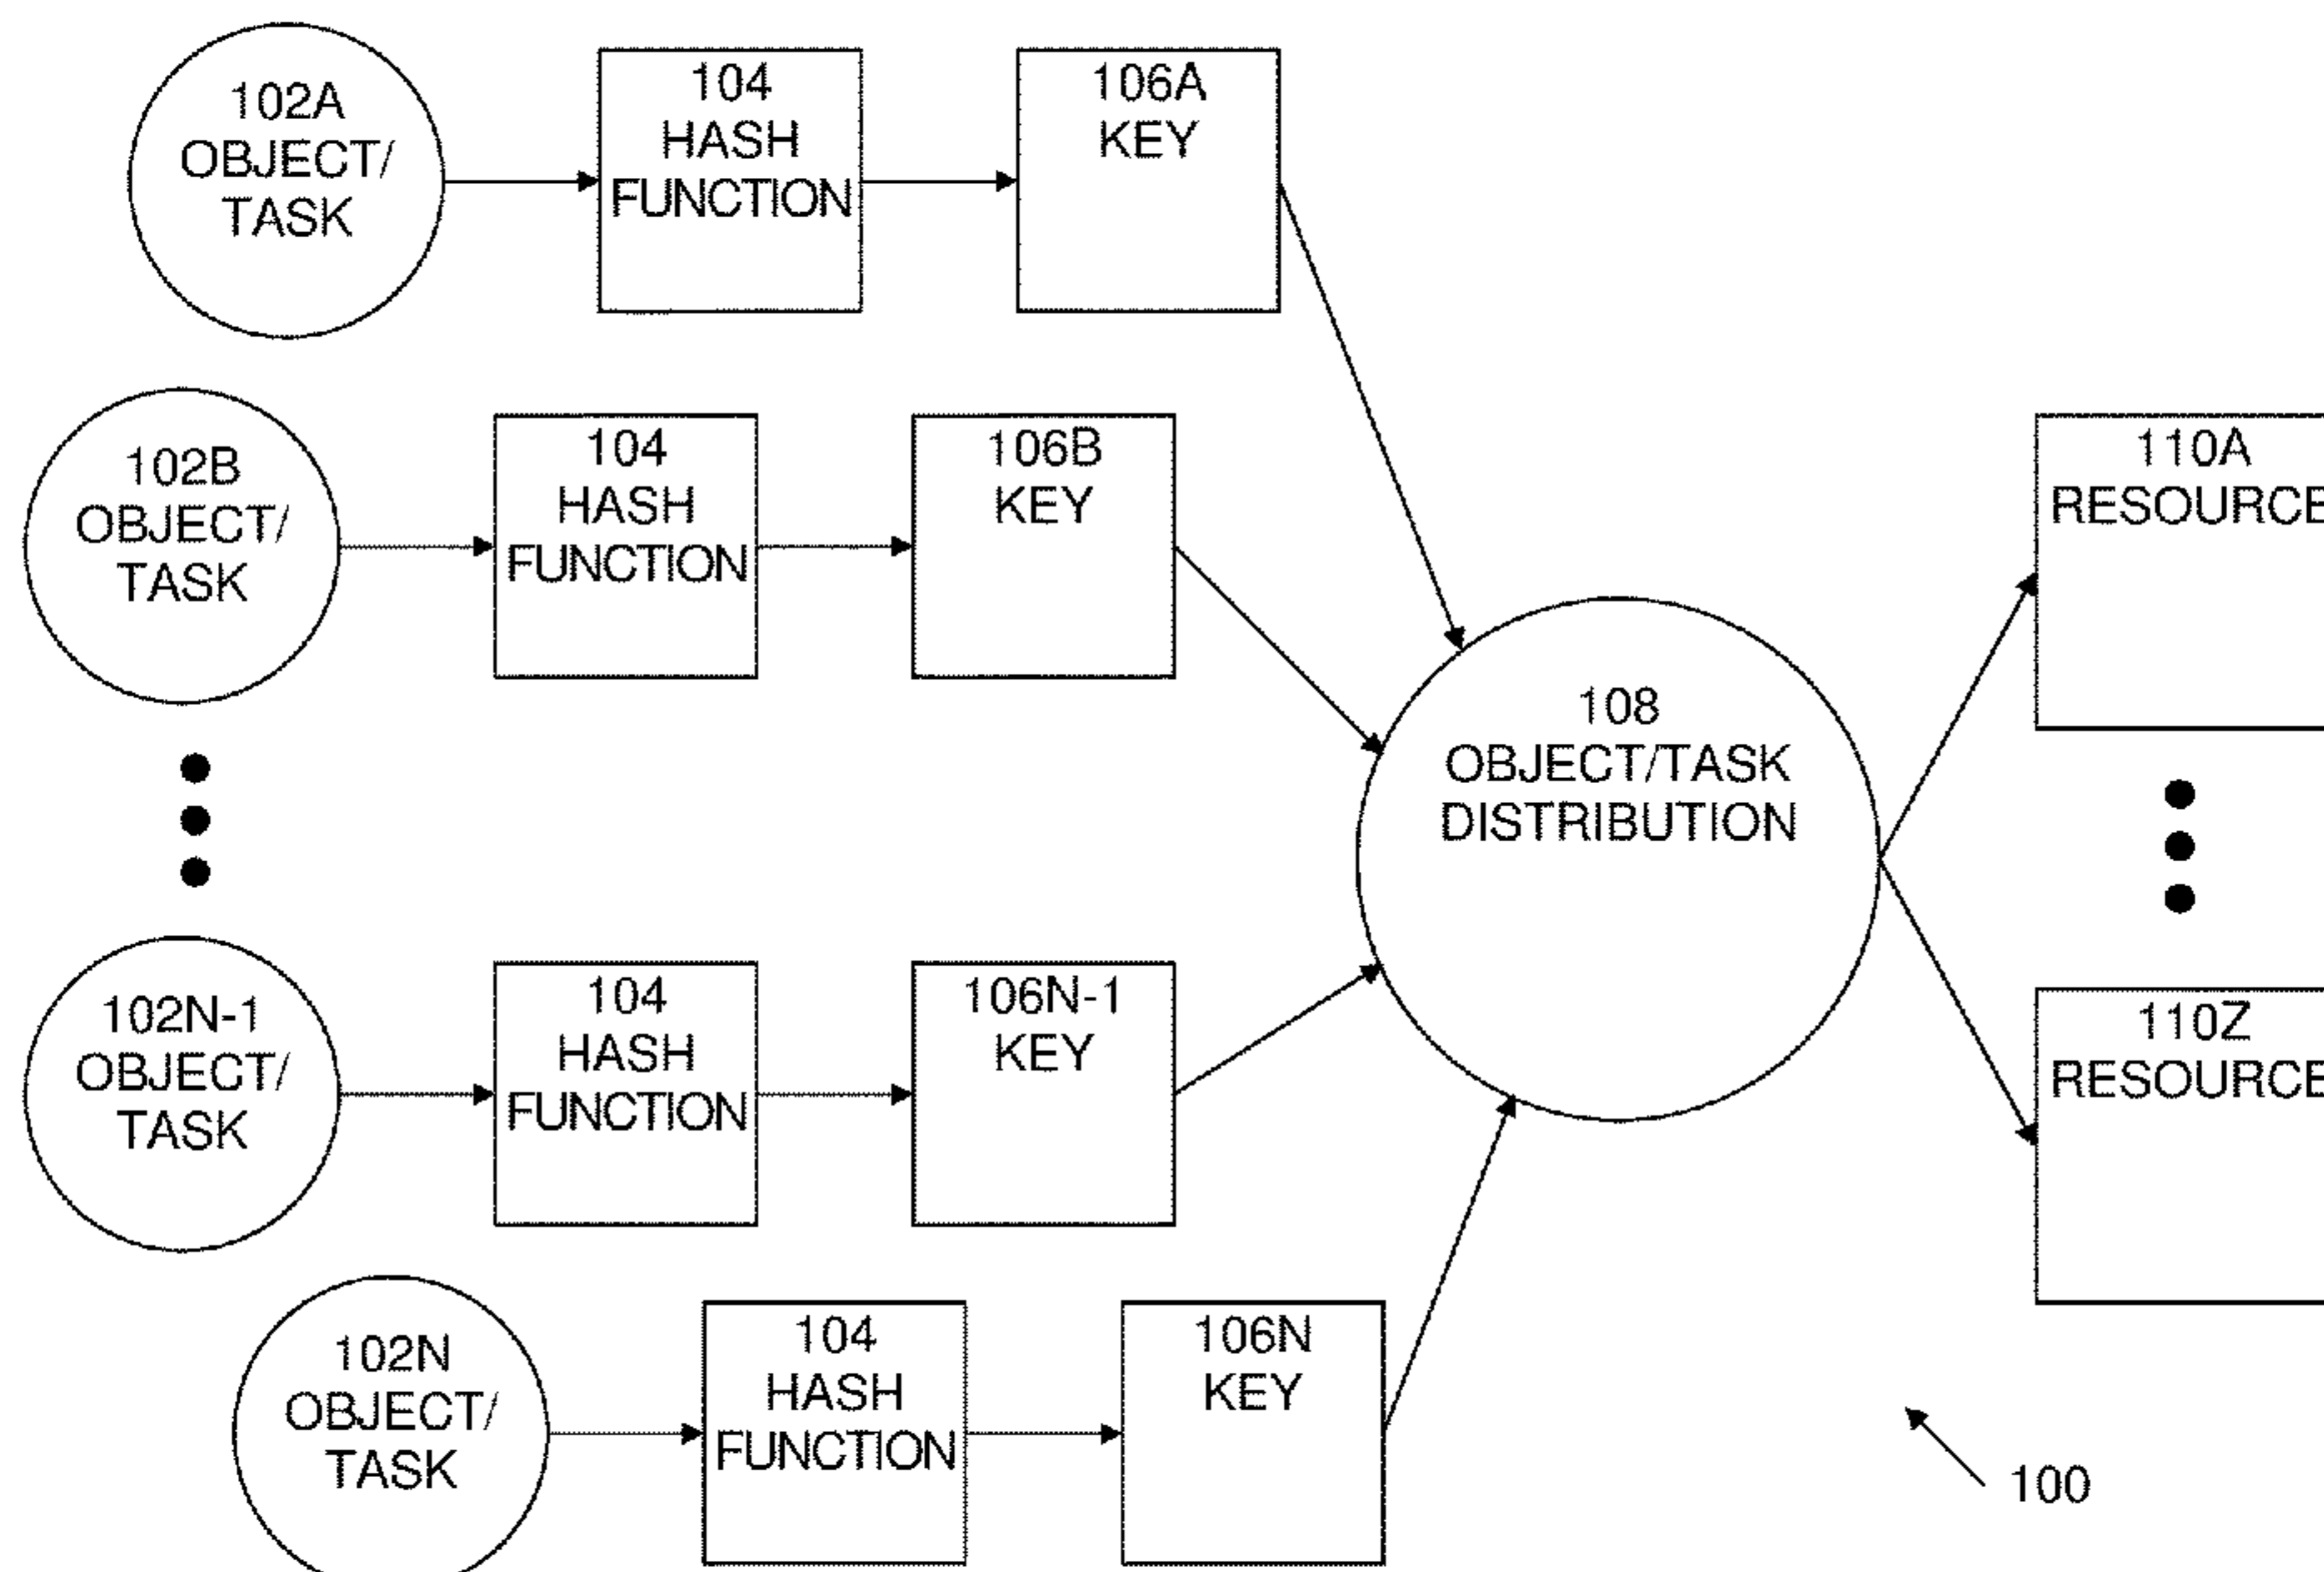 102A
OBJECT/
TASK
104
HASH
FUNCTION
106A
KEY
102B
OBJECT/
TASK
104
HASH
FUNCTION
106B
KEY
110A
RESOURCE
108
OBJECT/TASK
DISTRIBUTION
102N-1
OBJECT/
TASK
104
HASH
FUNCTION
106N-1
KEY
110Z
RESOURCE
102N
OBJECT/
TASK
104
HASH
FUNCTION
106N
KEY
100